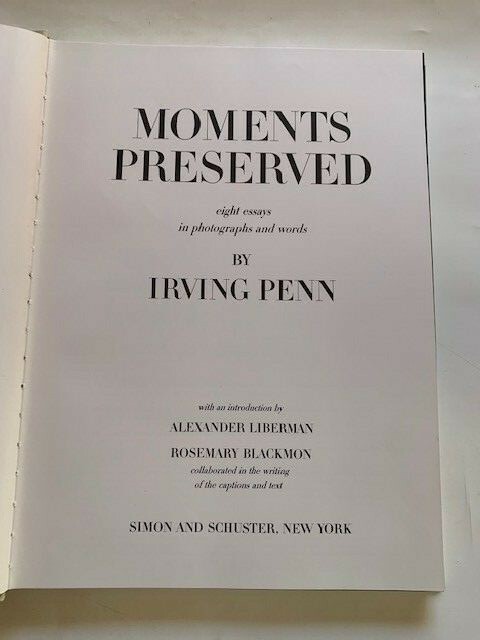 MOMENTS
PRESERVED
eight essays
in photographs and words
BY
IRVING PENN
with an introduction by
ALEXANDER LIBERMAN
ROSEMARY BLACKMON
collaborated in the writing
of the captions and text
SIMON AND SCHUSTER, NEW YORK